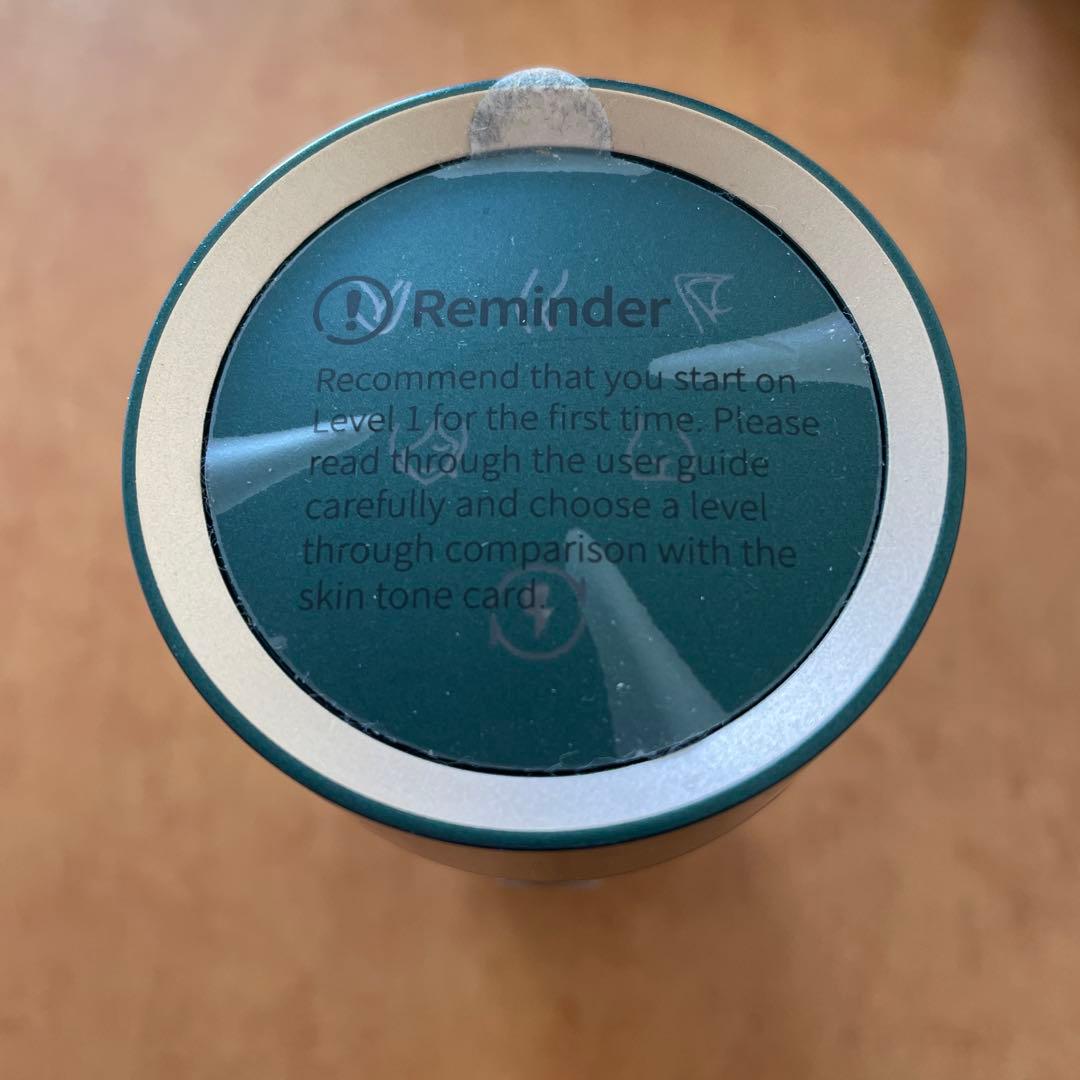 Reminder
Recommend that you start on
Level 1 for the first time. Please
read through the user guide
carefully and choose a level
through comparison with the
skin tone card.